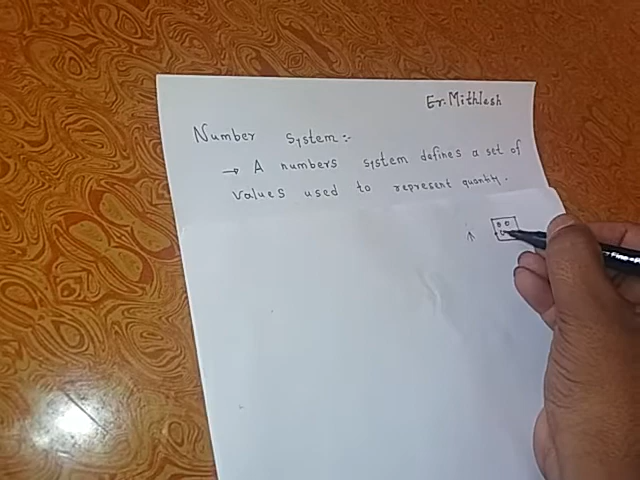 Er. Mithlesh
Number System:-
→ A numbers system defines a set of
values used to represent quantity.